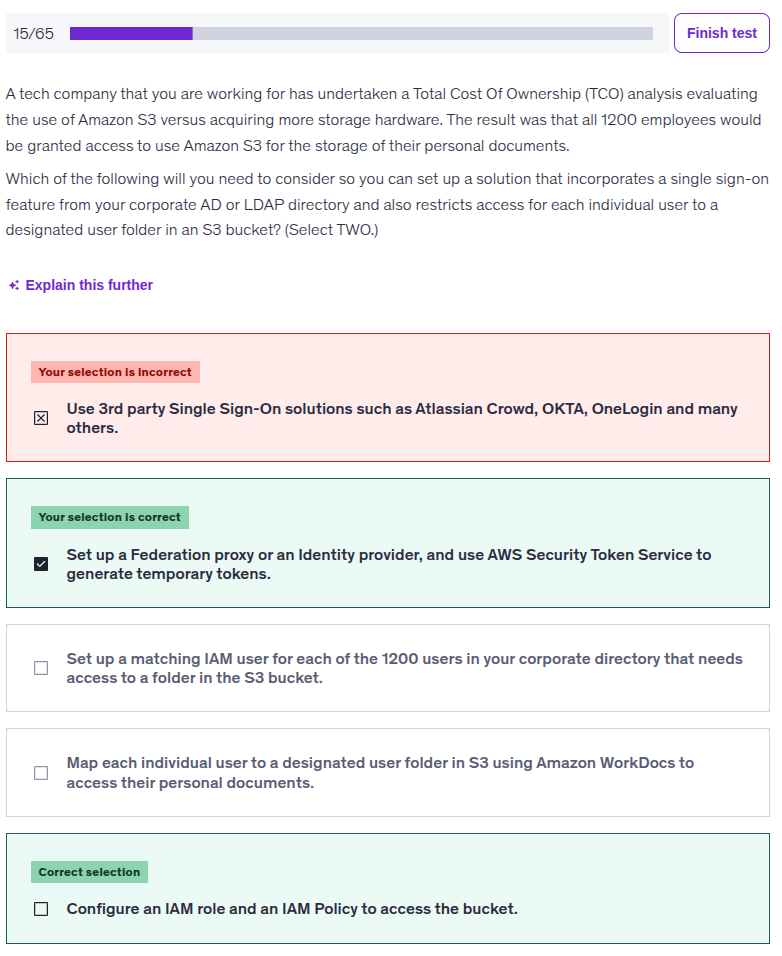 15/65
Finish test
A tech company that you are working for has undertaken a Total Cost Of Ownership (TCO) analysis evaluating
the use of Amazon S3 versus acquiring more storage hardware. The result was that all 1200 employees would
be granted access to use Amazon S3 for the storage of their personal documents.
Which of the following will you need to consider so you can set up a solution that incorporates a single sign-on
feature from your corporate AD or LDAP directory and also restricts access for each individual user to a
designated user folder in an S3 bucket? (Select TWO.)
Explain this further
Your selection is incorrect
Use 3rd party Single Sign-On solutions such as Atlassian Crowd, OKTA, OneLogin and many
others.
Your selection is correct
Set up a Federation proxy or an Identity provider, and use AWS Security Token Service to
generate temporary tokens.
Set up a matching IAM user for each of the 1200 users in your corporate directory that needs
access to a folder in the S3 bucket.
Map each individual user to a designated user folder in S3 using Amazon WorkDocs to
access their personal documents.
Correct selection
Configure an IAM role and an IAM Policy to access the bucket.